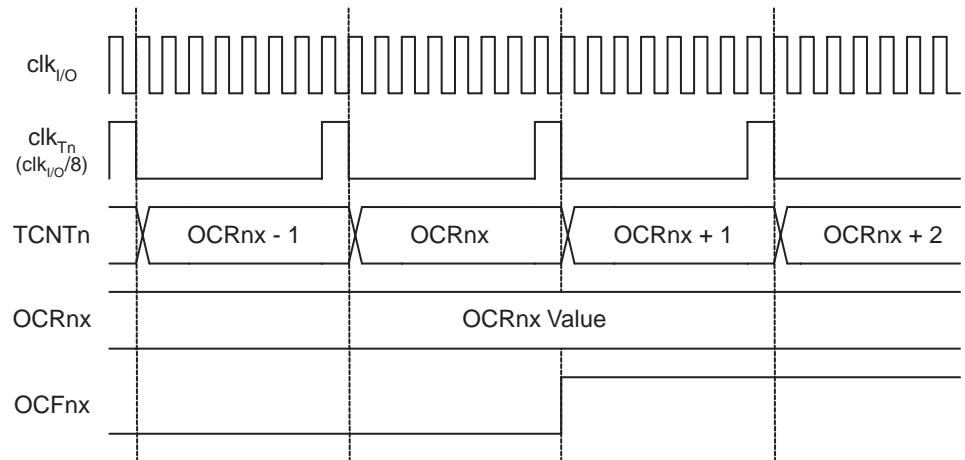 clkI/O
clkTn
(clkI/O/8)
TCNTn
OCRnx - 1
OCRnx
OCRnx + 1
OCRnx + 2
OCRnx
OCRnx Value
OCFnx